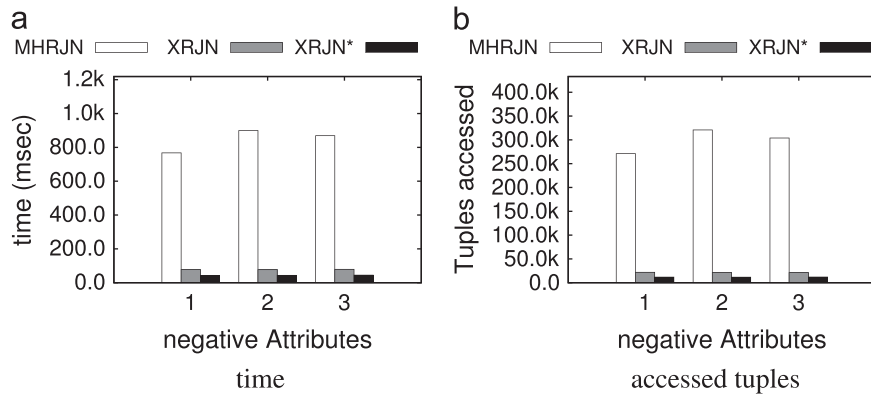 a
MHRJN XRJN XRJN*
time (msec)
1.2k
1.0k
800.0
600.0
400.0
200.0
0.0
1 2 3
negative Attributes
time
b
MHRJN XRJN XRJN*
Tuples accessed
400.0k
350.0k
300.0k
250.0k
200.0k
150.0k
100.0k
50.0k
0.0
1 2 3
negative Attributes
accessed tuples